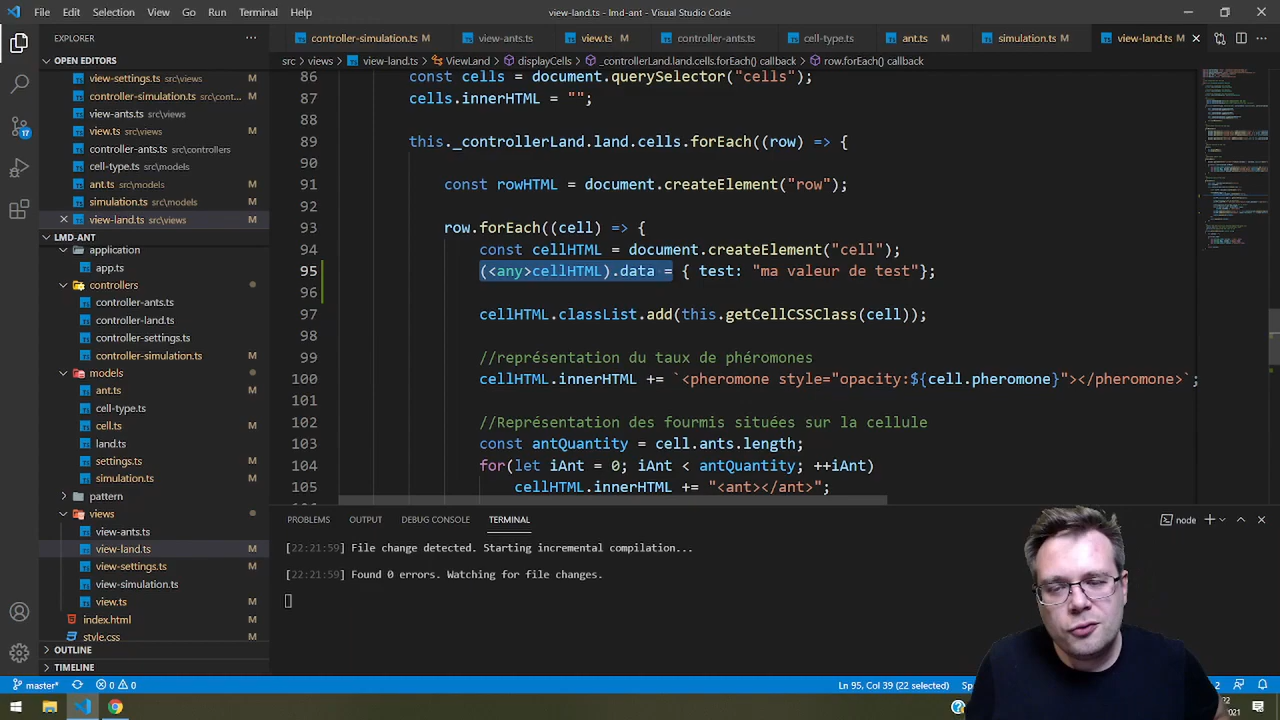 File Edit Selection View Go Run Terminal Help
view-land.ts - lmd-ant - Visual Studio Code
EXPLORER
controller-simulation.ts M view-ants.ts view.ts M controller-ants.ts cell-type.ts ant.ts M simulation.ts M view-land.ts M
OPEN EDITORS
src > views > view-land.ts > ViewLand > displayCells > _controllerLand.land.cells.forEach() callback > row.forEach() callback
view-settings.ts src\views
controller-simulation.ts src\cont...
view-ants.ts src\views
view.ts src\views
controller-ants.ts src\controllers
cell-type.ts src\models
ant.ts src\models
simulation.ts src\models
view-land.ts src\views
17
LMD-ANT
application
app.ts
controllers
controller-ants.ts
controller-land.ts
controller-settings.ts
controller-simulation.ts M
models
ant.ts M
cell-type.ts
cell.ts M
land.ts
settings.ts M
simulation.ts M
pattern
views
view-ants.ts
view-land.ts M
view-settings.ts M
view-simulation.ts
view.ts M
index.html M
style.css M
OUTLINE
TIMELINE
86 const cells = document.querySelector("cells");
87 cells.innerHTML = "";
88
89 this._controllerLand.land.cells.forEach((row) => {
90
91 const rowHTML = document.createElement("row");
92
93 row.forEach((cell) => {
94 const cellHTML = document.createElement("cell");
95 (<any>cellHTML).data = { test: "ma valeur de test"};
96
97 cellHTML.classList.add(this.getCellCSSClass(cell));
98
99 //représentation du taux de phéromones
100 cellHTML.innerHTML += `<pheromone style="opacity:${cell.pheromone}"></pheromone>`;
101
102 //Représentation des fourmis situées sur la cellule
103 const antQuantity = cell.ants.length;
104 for(let iAnt = 0; iAnt < antQuantity; ++iAnt)
105 cellHTML.innerHTML += "<ant></ant>";
PROBLEMS OUTPUT DEBUG CONSOLE TERMINAL
node
[22:21:59] File change detected. Starting incremental compilation...
[22:21:59] Found 0 errors. Watching for file changes.
master* 0 0
Ln 95, Col 39 (22 selected)
2021